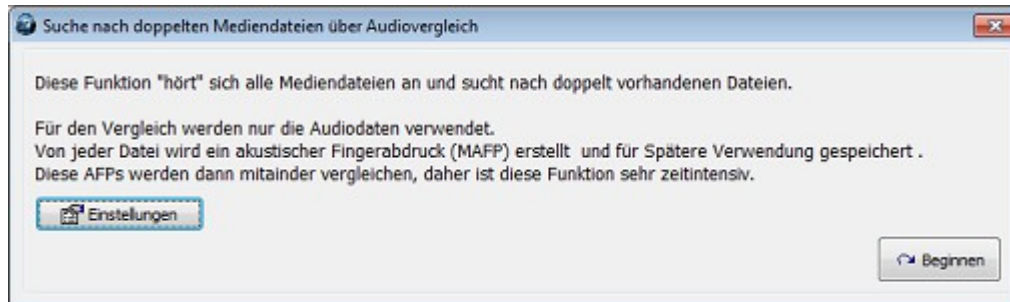 Suche nach doppelten Mediendateien über Audiovergleich
Diese Funktion "hört" sich alle Mediendateien an und sucht nach doppelt vorhandenen Dateien.
Für den Vergleich werden nur die Audiodaten verwendet.
Von jeder Datei wird ein akustischer Fingerabdruck (MAFP) erstellt und für Spätere Verwendung gespeichert .
Diese AFPs werden dann mitainder vergleichen, daher ist diese Funktion sehr zeitintensiv.
Einstellungen
Beginnen